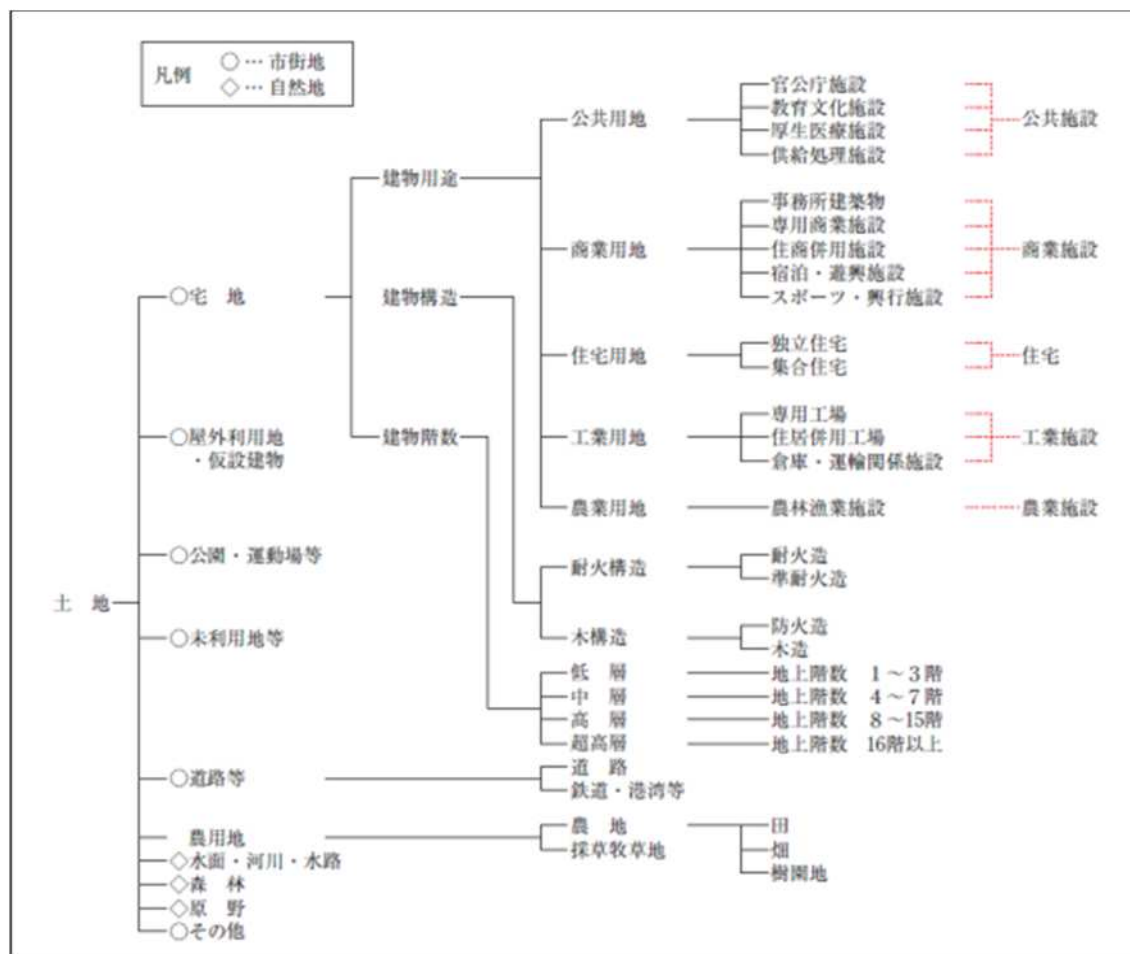 凡例
○… 市街地
◇… 自然地
土　地
○宅　地
○屋外利用地
・仮設建物
○公園・運動場等
○未利用地等
○道路等
農用地
◇水面・河川・水路
◇森　林
◇原　野
○その他
建物用途
建物構造
建物階数
公共用地
官公庁施設
教育文化施設
厚生医療施設
供給処理施設
公共施設
商業用地
事務所建築物
専用商業施設
住商併用施設
宿泊・遊興施設
スポーツ・興行施設
商業施設
住宅用地
独立住宅
集合住宅
住宅
工業用地
専用工場
住居併用工場
倉庫・運輸関係施設
工業施設
農業用地
農林漁業施設
農業施設
耐火構造
耐火造
準耐火造
木構造
防火造
木造
低　層
地上階数　1～3階
中　層
地上階数　4～7階
高　層
地上階数　8～15階
超高層
地上階数　16階以上
道　路
鉄道・港湾等
農　地
採草牧草地
田
畑
樹園地